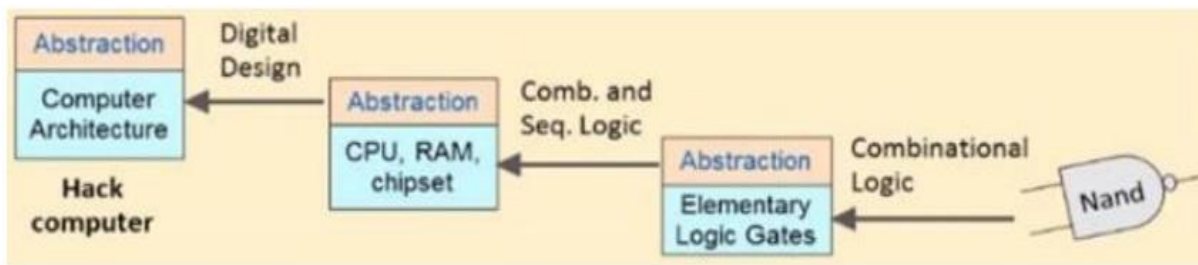 Abstraction
Computer
Architecture
Hack
computer
Digital
Design
Abstraction
CPU, RAM,
chipset
Comb. and
Seq. Logic
Abstraction
Elementary
Logic Gates
Combinational
Logic
Nand